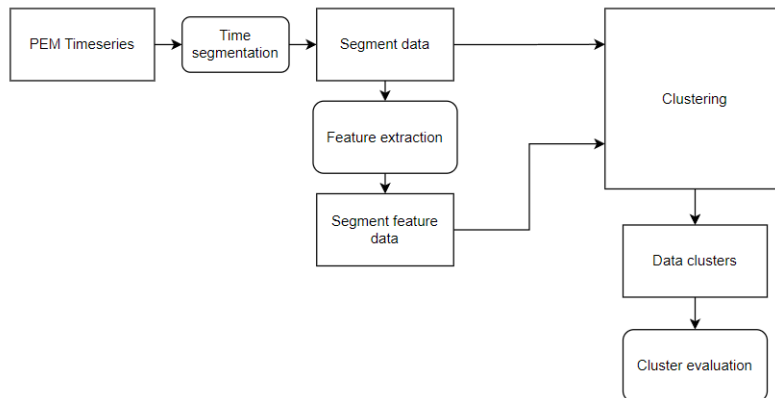 PEM Timeseries
Time
segmentation
Segment data
Clustering
Feature extraction
Segment feature
data
Data clusters
Cluster evaluation